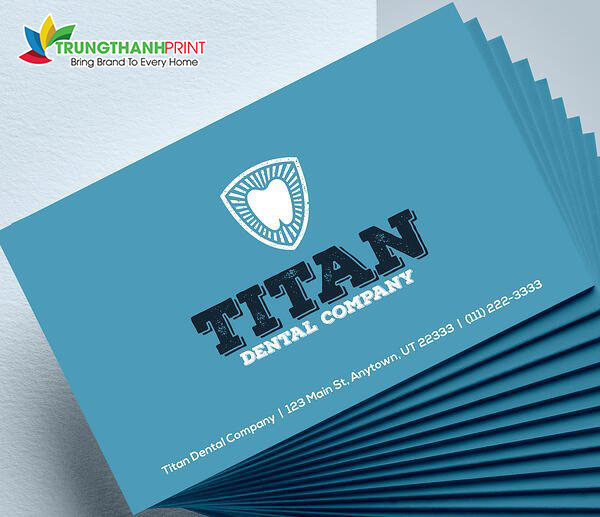 TRUNGTHANHPRINT
Bring Brand To Every Home
TITAN
DENTAL COMPANY
Titan Dental Company | 123 Main St, Anytown, UT 22333 | (111) 222-3333